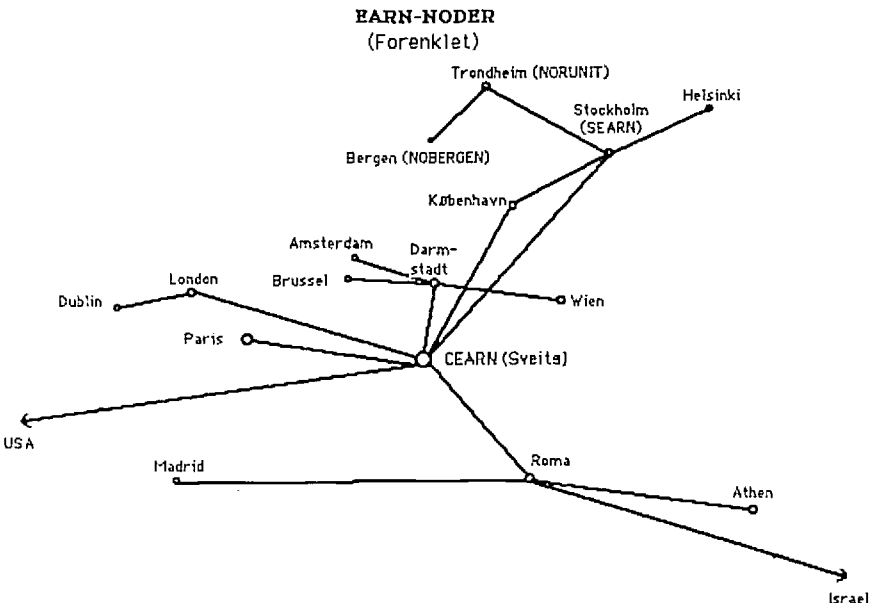 EARN-NODER
(Forenklet)
Trondheim (NORUNIT)
Helsinki
Stockholm
(SEARN)
Bergen (NOBERGEN)
København
Amsterdam
Darm-
stadt
Brussel
London
Dublin
Wien
Paris
CEARN (Sveits)
USA
Madrid
Roma
Athen
Israel